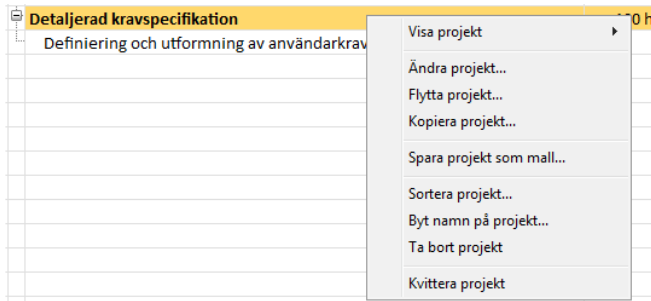 Detaljerad kravspecifikation
Definiering och utformning av användarkrav
Visa projekt
Ändra projekt...
Flytta projekt...
Kopiera projekt...
Spara projekt som mall...
Sortera projekt...
Byt namn på projekt...
Ta bort projekt
Kvittera projekt